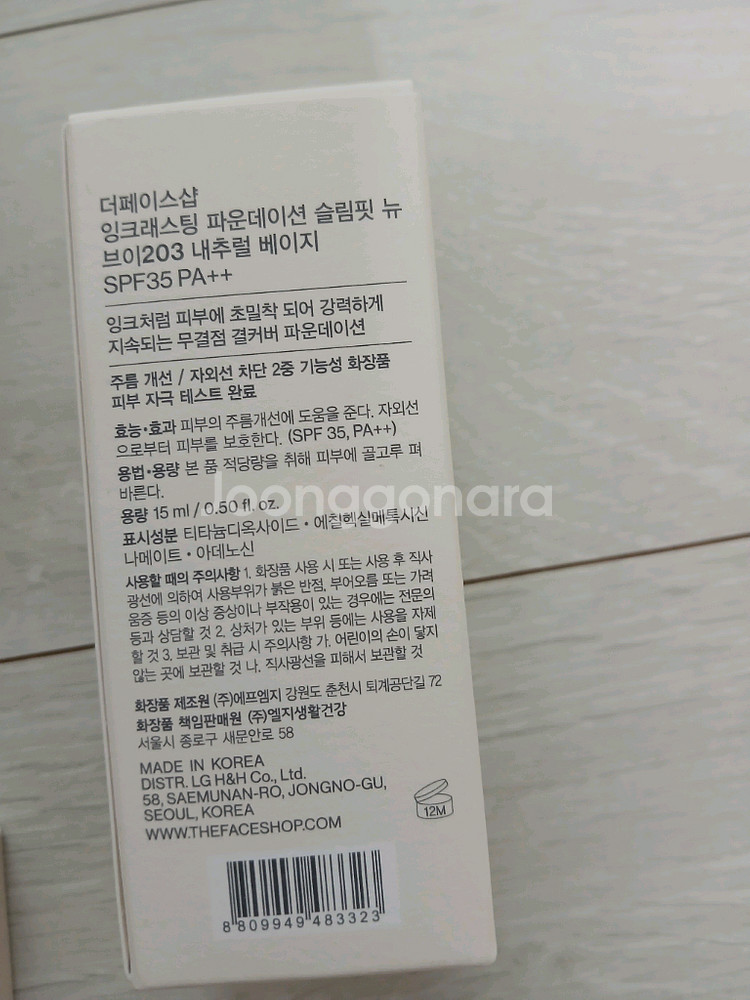 더페이스샵
잉크래스팅 파운데이션 슬림핏 뉴
브이203 내추럴 베이지
SPF35 PA++
잉크처럼 피부에 초밀착 되어 강력하게
지속되는 무결점 결커버 파운데이션
주름 개선 / 자외선 차단 2중 기능성 화장품
피부 자극 테스트 완료
효능•효과 피부의 주름개선에 도움을 준다. 자외선
으로부터 피부를 보호한다. (SPF 35, PA++)
용법•용량 본 품 적당량을 취해 피부에 골고루 펴
바른다.
용량 15 ml / 0.50 fl. oz.
joonggonara
표시성분 티타늄디옥사이드 • 에칠헥실메톡시신
나메이트 • 아데노신
사용할 때의 주의사항 1. 화장품 사용 시 또는 사용 후 직사
광선에 의하여 사용부위가 붉은 반점, 부어오름 또는 가려
움증 등의 이상 증상이나 부작용이 있는 경우에는 전문의
등과 상담할 것 2. 상처가 있는 부위 등에는 사용을 자제
할 것 3. 보관 및 취급 시 주의사항 가. 어린이의 손이 닿지
않는 곳에 보관할 것 나. 직사광선을 피해서 보관할 것
화장품 제조원 (주)에프엠지 강원도 춘천시 퇴계공단길 72
화장품 책임판매원 (주)엘지생활건강
서울시 종로구 새문안로 58
MADE IN KOREA
DISTR. LG H&H Co., Ltd.
58, SAEMUNAN-RO, JONGNO-GU,
SEOUL, KOREA
WWW.THEFACESHOP.COM
12M
8 809949 483323